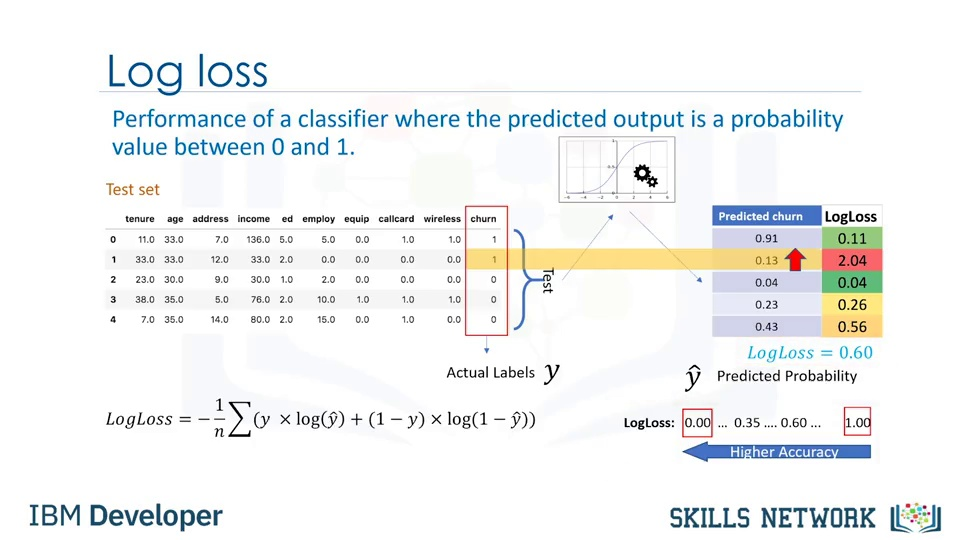 Log loss
Performance of a classifier where the predicted output is a probability
value between 0 and 1.
Test set
tenure age address income ed employ equip callcard wireless churn
0 11.0 33.0 7.0 136.0 5.0 5.0 0.0 1.0 1.0 1
1 33.0 33.0 12.0 33.0 2.0 0.0 0.0 0.0 0.0 1
2 23.0 30.0 9.0 30.0 1.0 2.0 0.0 0.0 0.0 0
3 38.0 35.0 5.0 76.0 2.0 10.0 1.0 1.0 1.0 0
4 7.0 35.0 14.0 80.0 2.0 15.0 0.0 1.0 0.0 0
Test
Predicted churn LogLoss
0.91 0.11
0.13 2.04
0.04 0.04
0.23 0.26
0.43 0.56
LogLoss = 0.60
Actual Labels y
ŷ Predicted Probability
LogLoss = −1/n ∑(y × log(ŷ) + (1 − y) × log(1 − ŷ))
LogLoss: 0.00 ... 0.35 .... 0.60 ... 1.00
Higher Accuracy
IBM Developer
SKILLS NETWORK